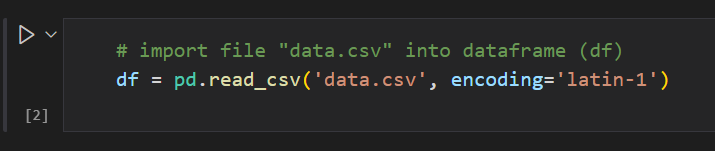 # import file "data.csv" into dataframe (df)
df = pd.read_csv('data.csv', encoding='latin-1')
[2]